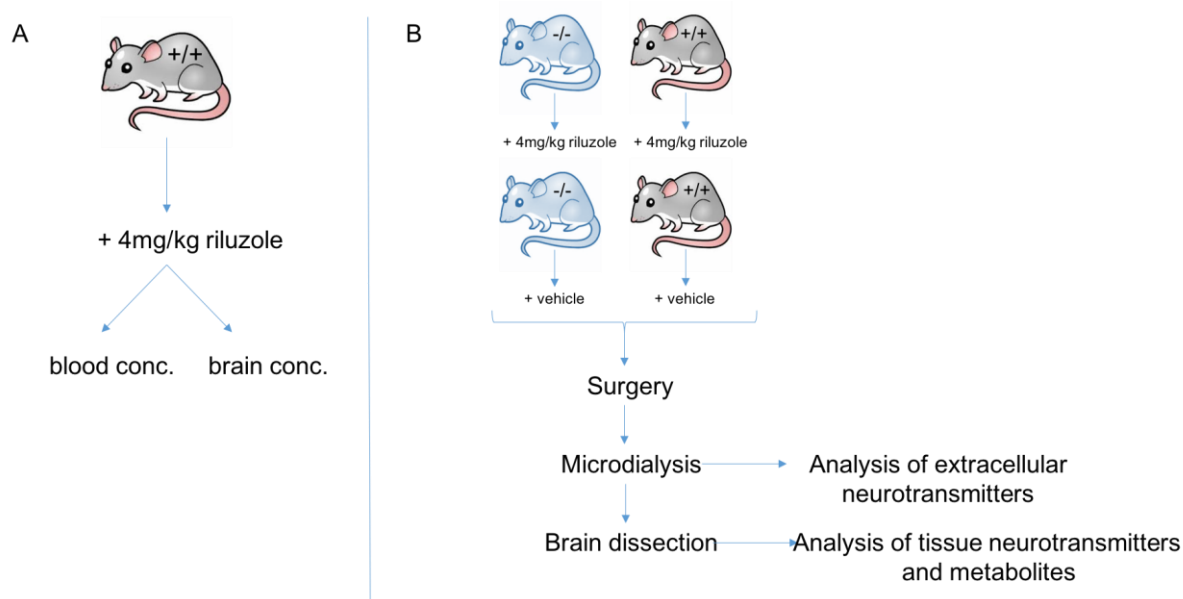 A
+/+
+ 4mg/kg riluzole
blood conc.
brain conc.
B
-/-
+/+
+ 4mg/kg riluzole
+ 4mg/kg riluzole
-/-
+/+
+ vehicle
+ vehicle
Surgery
Microdialysis
Analysis of extracellular
neurotransmitters
Brain dissection
Analysis of tissue neurotransmitters
and metabolites